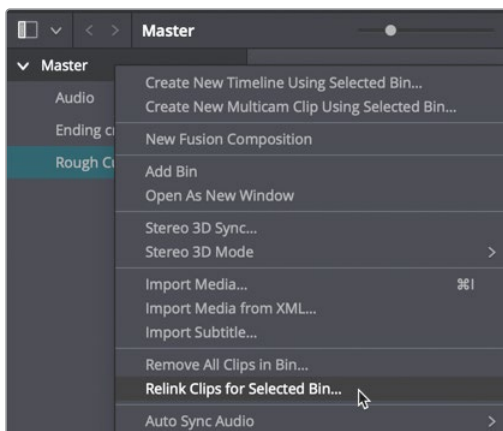 Master
Master
Audio
Ending
Rough
Create New Timeline Using Selected Bin...
Create New Multicam Clip Using Selected Bin...
New Fusion Composition
Add Bin
Open As New Window
Stereo 3D Sync...
Stereo 3D Mode
Import Media... ⌘I
Import Media from XML...
Import Subtitle...
Remove All Clips in Bin...
Relink Clips for Selected Bin...
Auto Sync Audio